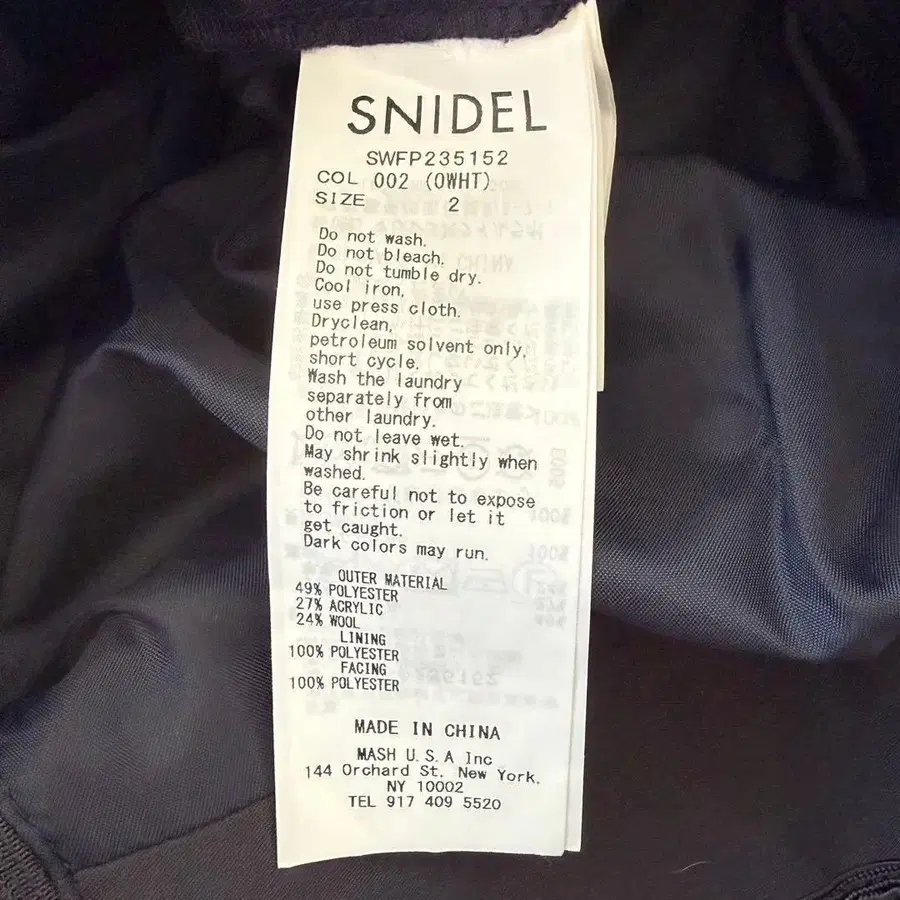 SNIDEL
SWFP235152
COL 002 (OWHT)
SIZE 2
Do not wash.
Do not bleach.
Do not tumble dry.
Cool iron,
use press cloth.
Dryclean,
petroleum solvent only,
short cycle.
Wash the laundry
separately from
other laundry.
Do not leave wet.
May shrink slightly when
washed.
Be careful not to expose
to friction or let it
get caught.
Dark colors may run.
OUTER MATERIAL
49% POLYESTER
27% ACRYLIC
24% WOOL
LINING
100% POLYESTER
FACING
100% POLYESTER
MADE IN CHINA
MASH U.S.A Inc
144 Orchard St. New York.
NY 10002
TEL 917 409 5520